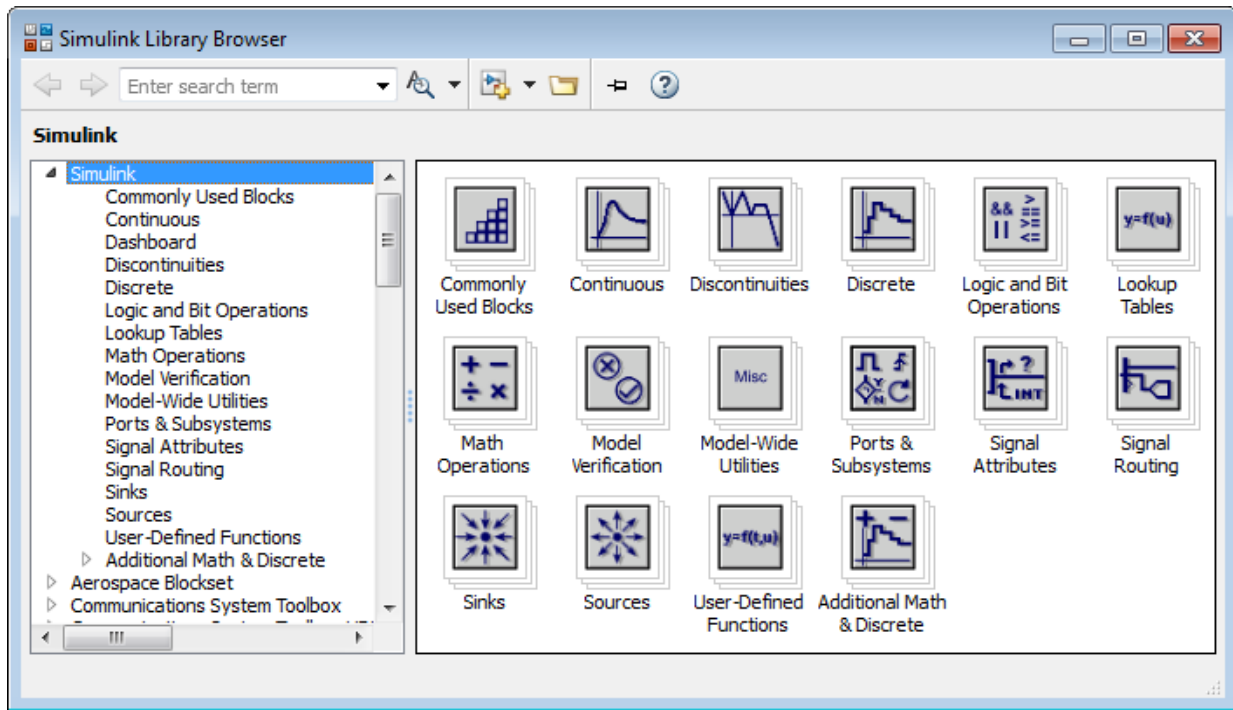 Simulink Library Browser
Enter search term
Simulink
Simulink
Commonly Used Blocks
Continuous
Dashboard
Discontinuities
Discrete
Logic and Bit Operations
Lookup Tables
Math Operations
Model Verification
Model-Wide Utilities
Ports & Subsystems
Signal Attributes
Signal Routing
Sinks
Sources
User-Defined Functions
Additional Math & Discrete
Aerospace Blockset
Communications System Toolbox
&& > == >= <=
||
y=f(u)
Commonly
Used Blocks
Continuous
Discontinuities
Discrete
Logic and Bit
Operations
Lookup
Tables
+ −
÷ ×
Misc
Y
N
?
t INT
Math
Operations
Model
Verification
Model-Wide
Utilities
Ports &
Subsystems
Signal
Attributes
Signal
Routing
y=f(t,u)
+ −
Sinks
Sources
User-Defined
Functions
Additional Math
& Discrete